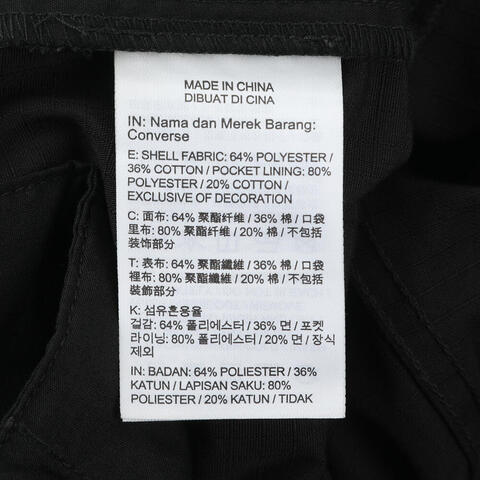 MADE IN CHINA
DIBUAT DI CINA
IN: Nama dan Merek Barang:
Converse
E: SHELL FABRIC: 64% POLYESTER /
36% COTTON / POCKET LINING: 80%
POLYESTER / 20% COTTON /
EXCLUSIVE OF DECORATION
C: 面布: 64% 聚酯纤维 / 36% 棉 / 口袋
里布: 80% 聚酯纤维 / 20% 棉 / 不包括
装饰部分
T: 表布: 64% 聚酯纖維 / 36% 棉 / 口袋
裡布: 80% 聚酯纖維 / 20% 棉 / 不包括
裝飾部分
K: 섬유혼용율
겉감: 64% 폴리에스터 / 36% 면 / 포켓
라이닝: 80% 폴리에스터 / 20% 면 / 장식
제외
IN: BADAN: 64% POLIESTER / 36%
KATUN / LAPISAN SAKU: 80%
POLIESTER / 20% KATUN / TIDAK